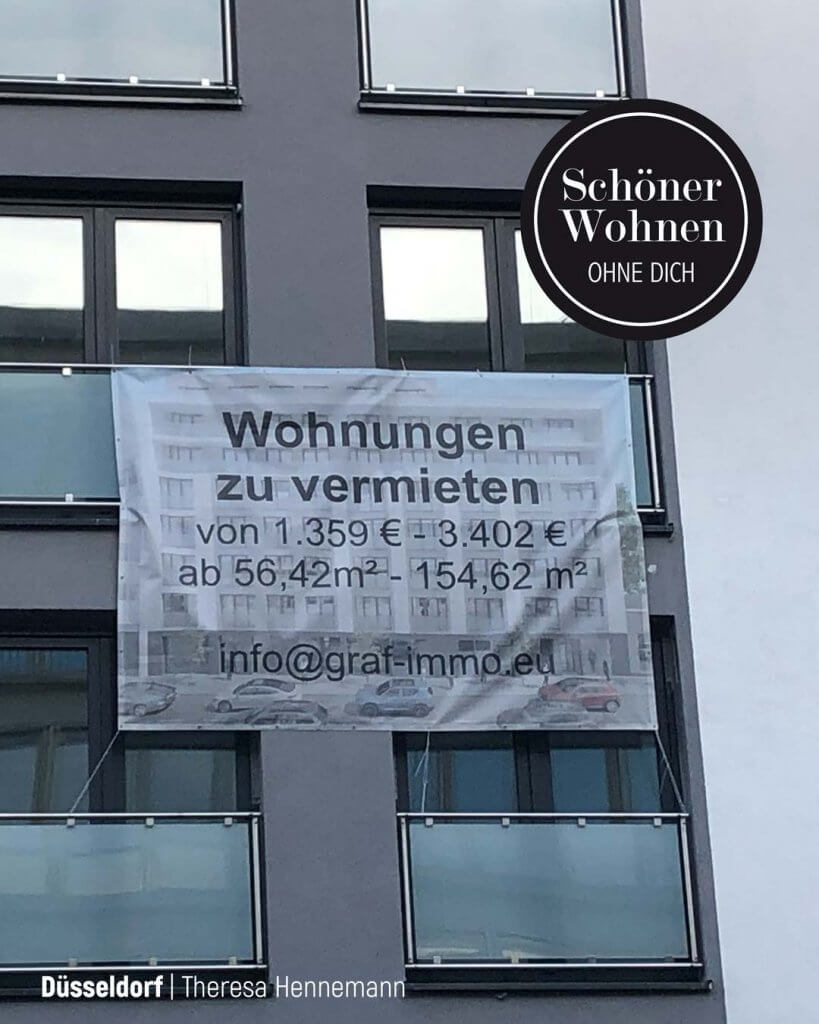 Schöner
Wohnen
OHNE DICH
Wohnungen
zu vermieten
von 1.359 € - 3.402 €
ab 56,42m² - 154,62 m²
info@graf-immo.eu
Düsseldorf | Theresa Hennemann